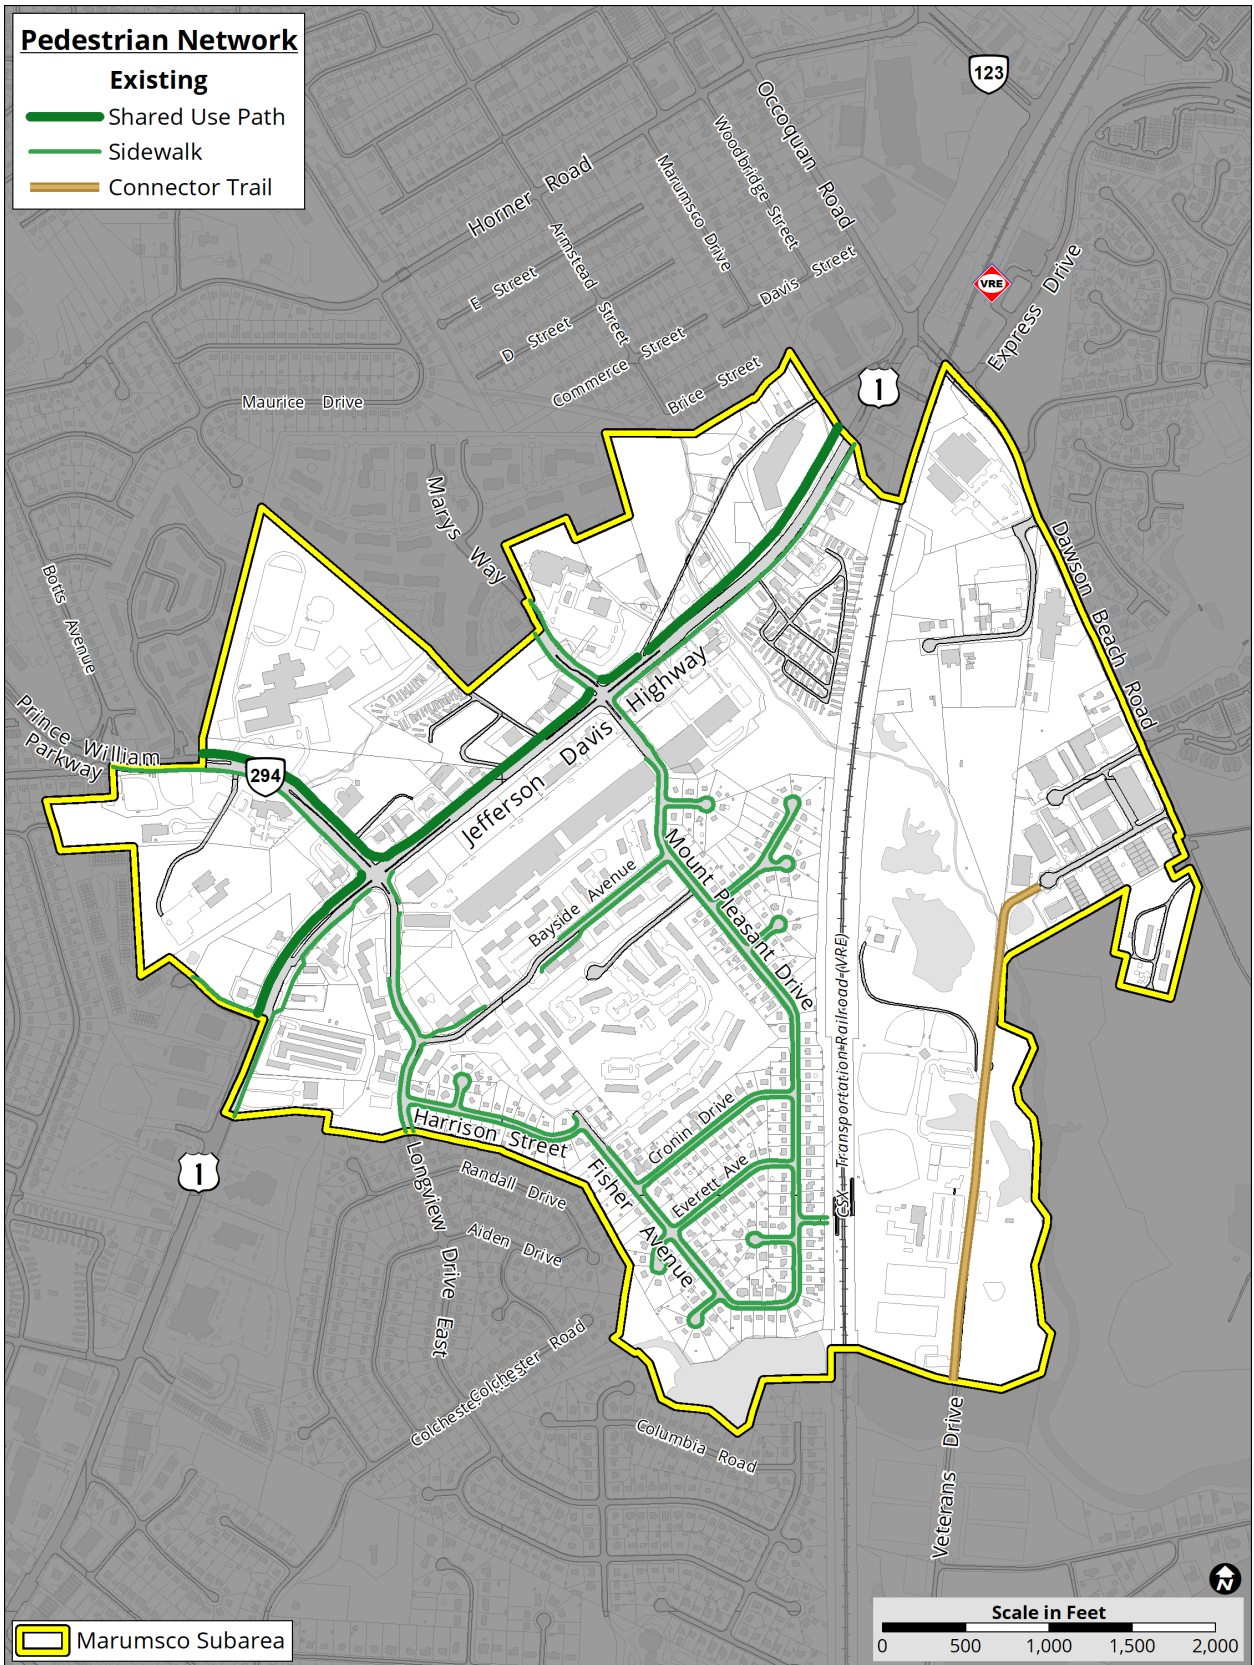 Pedestrian Network
Existing
Shared Use Path
Sidewalk
Connector Trail
123
Occoquan Road
Woodbridge Street
Marumsco Drive
Horner Road
Armstead Street
E Street
D Street
Davis Street
Commerce Street
Brice Street
VRE
Express Drive
1
Maurice Drive
Marys Way
Botts Avenue
Prince William
Parkway
294
Jefferson Davis Highway
Dawson Beach Road
Mount Pleasant Drive
Bayside Avenue
CSX Transportation Railroad (VRE)
Cronin Drive
Everett Ave
Harrison Street
Fisher Avenue
1
Longview Drive East
Randall Drive
Aiden Drive
Colchester Road
Colchester
Columbia Road
Veterans Drive
N
Marumsco Subarea
Scale in Feet
0 500 1,000 1,500 2,000